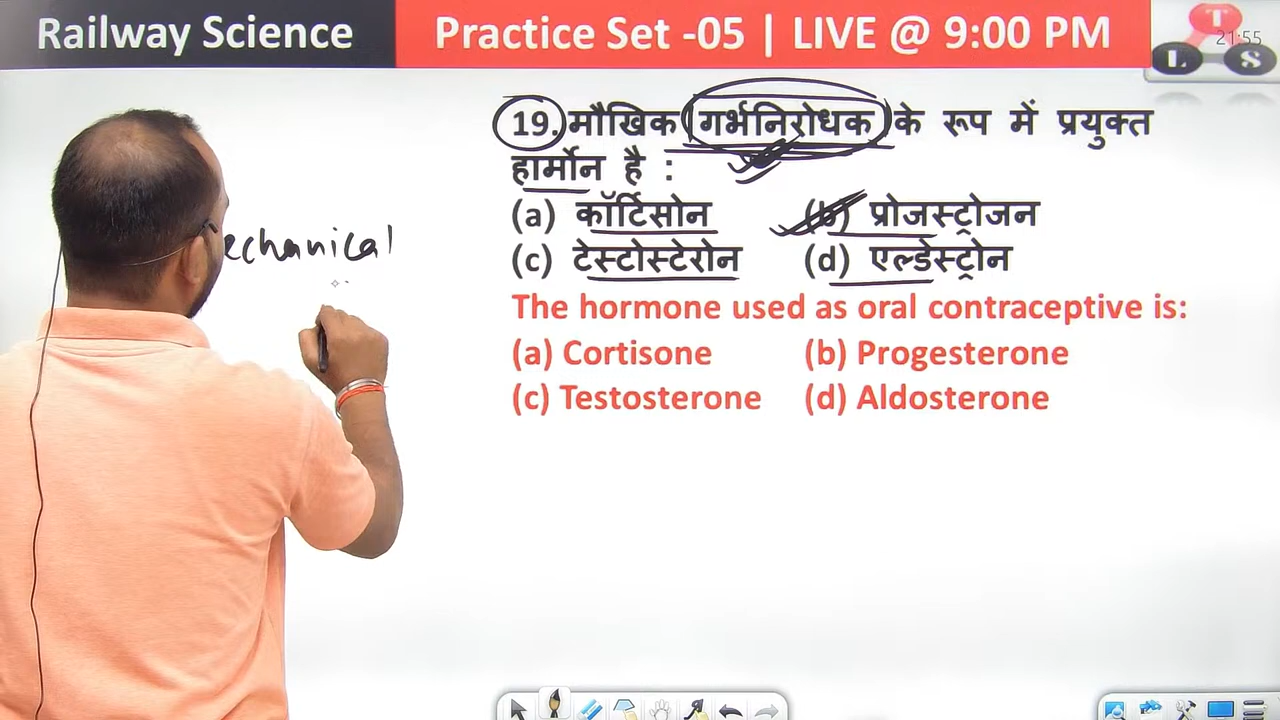 Railway Science
Practice Set -05 | LIVE @ 9:00 PM
T
L S
21:55
19. मौखिक गर्भनिरोधक के रूप में प्रयुक्त
हार्मोन है :
(a) कॉर्टिसोन (b) प्रोजस्ट्रोजन
(c) टेस्टोस्टेरोन (d) एल्डेस्ट्रोन
The hormone used as oral contraceptive is:
(a) Cortisone (b) Progesterone
(c) Testosterone (d) Aldosterone
echanical